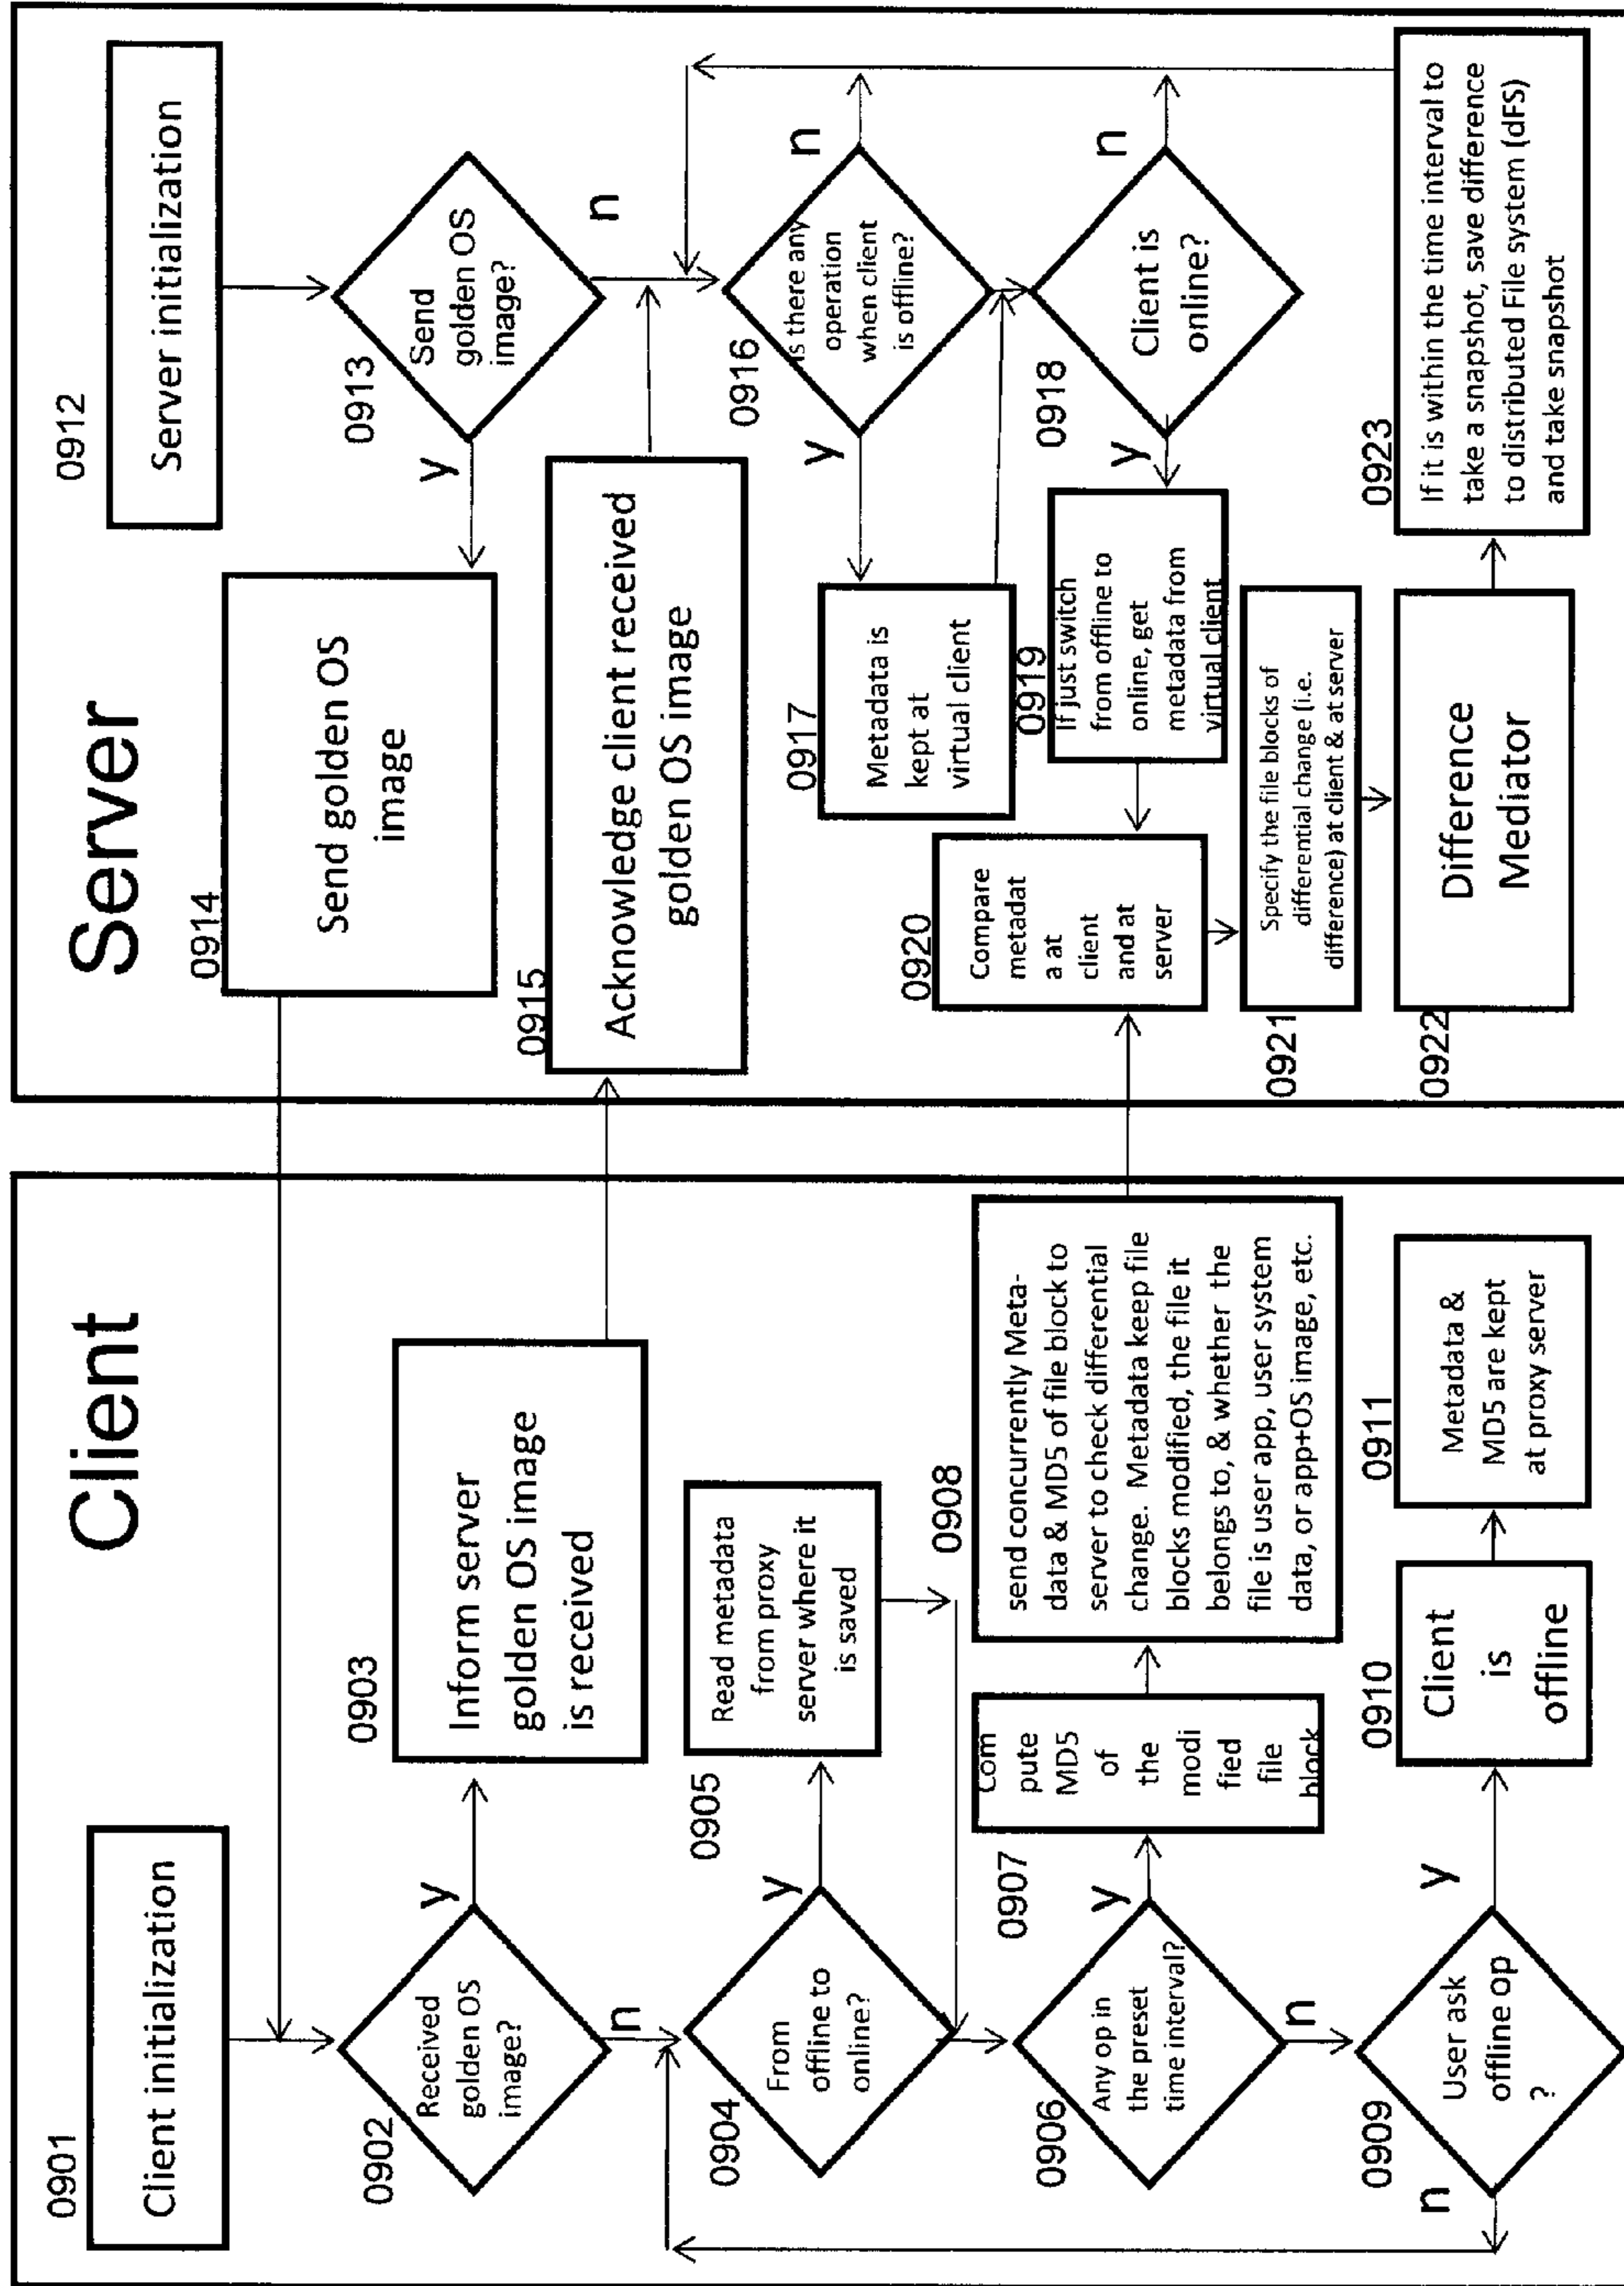 Client
0901
Client initialization
0902
Received
golden OS
image?
y
n
0903
Inform server
golden OS image
is received
0904
From
offline to
online?
y
0905
Read metadata
from proxy
server where it
is saved
0906
Any op in
the preset
time interval?
y
n
0907
Com
pute
MD5
of
the
modi
fied
file
block
0908
send concurrently Meta-
data & MD5 of file block to
server to check differential
change. Metadata keep file
blocks modified, the file it
belongs to, & whether the
file is user app, user system
data, or app+OS image, etc.
0909
User ask
offline op
?
n
y
0910
Client
is
offline
0911
Metadata &
MD5 are kept
at proxy server
Server
0912
Server initialization
0913
Send
golden OS
image?
y
n
0914
Send golden OS
image
0915
Acknowledge client received
golden OS image
0916
Is there any
operation
when client
is offline?
y
n
0917
Metadata is
kept at
virtual client
0918
Client is
online?
y
n
0919
If just switch
from offline to
online, get
metadata from
virtual client
0920
Compare
metadat
a at
client
and at
server
0921
Specify the file blocks of
differential change (i.e.
difference) at client & at server
0922
Difference
Mediator
0923
If it is within the time interval to
take a snapshot, save difference
to distributed File system (dFS)
and take snapshot